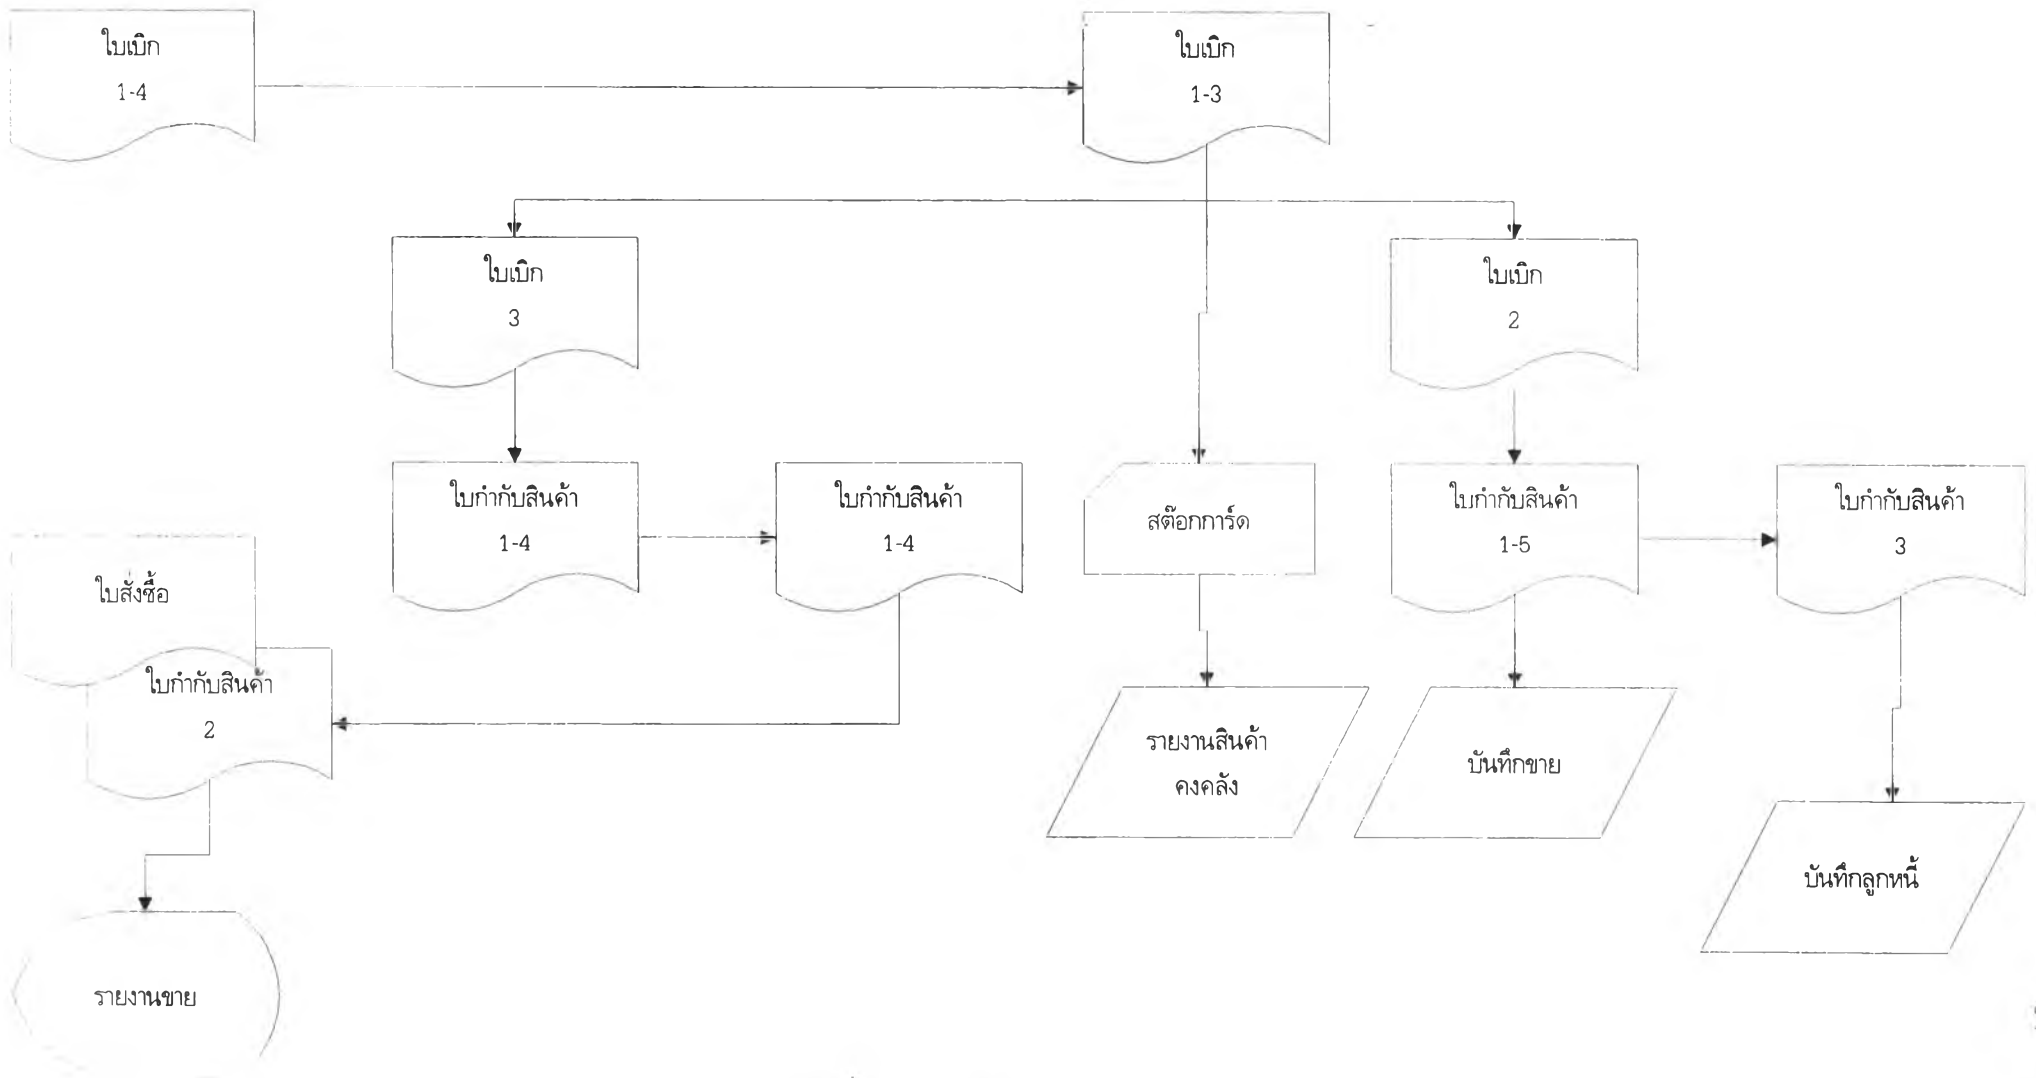 ใบเบิก
1-4
ใบเบิก
1-3
ใบเบิก
3
ใบเบิก
2
ใบกำกับสินค้า
1-4
ใบกำกับสินค้า
1-4
สต๊อกการ์ด
ใบกำกับสินค้า
1-5
ใบกำกับสินค้า
3
ใบสั่งซื้อ
ใบกำกับสินค้า
2
รายงานสินค้า
คงคลัง
บันทึกขาย
บันทึกลูกหนี้
รายงานขาย